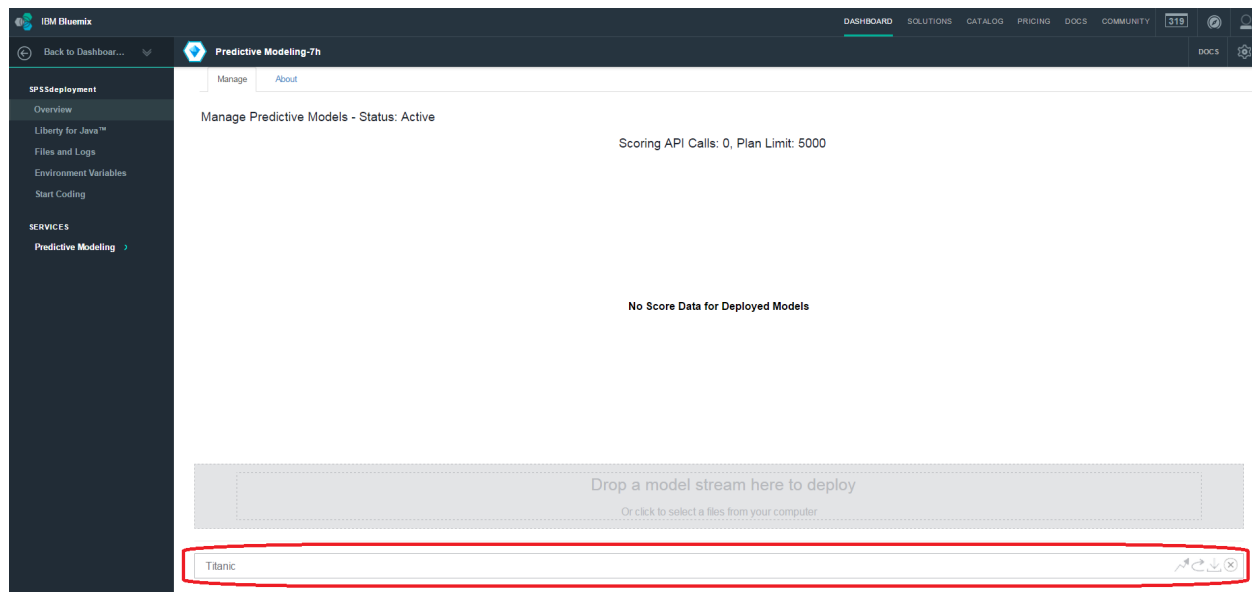 IBM Bluemix
DASHBOARD SOLUTIONS CATALOG PRICING DOCS COMMUNITY 319
Back to Dashboar...
Predictive Modeling-7h
DOCS
Manage About
SPSSdeployment
Overview
Liberty for Java™
Files and Logs
Environment Variables
Start Coding
SERVICES
Predictive Modeling
Manage Predictive Models - Status: Active
Scoring API Calls: 0, Plan Limit: 5000
No Score Data for Deployed Models
Drop a model stream here to deploy
Or click to select a files from your computer
Titanic